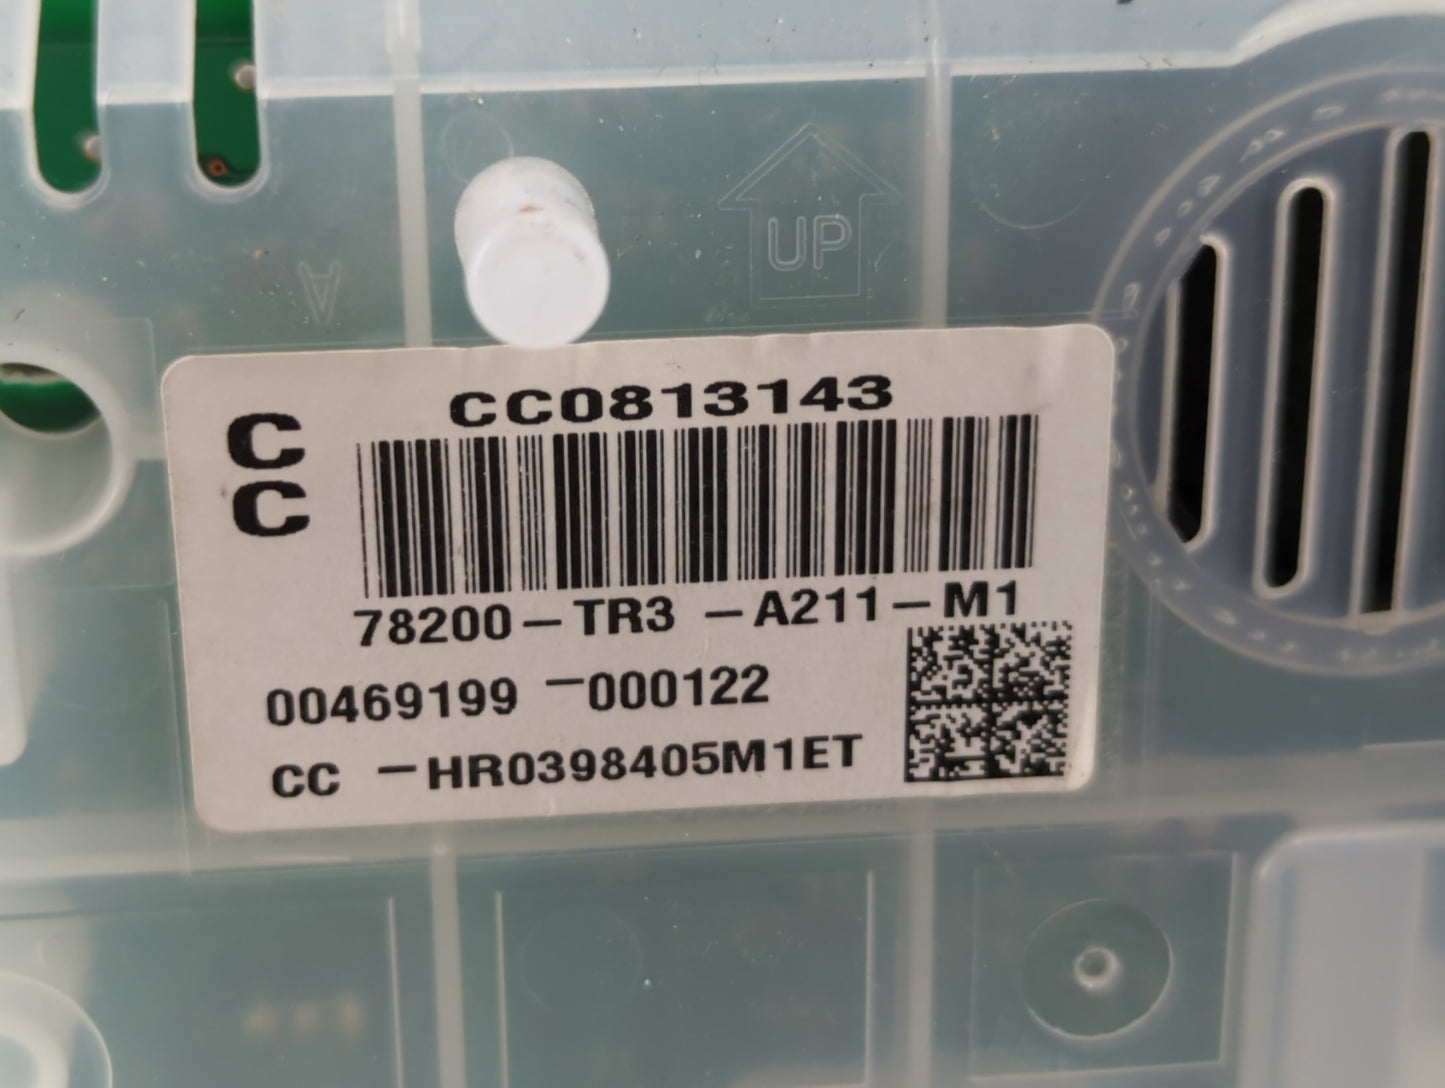 UP
A
CC0813143
C
C
78200-TR3 -A211-M1
00469199 -000122
CC -HR0398405M1ET